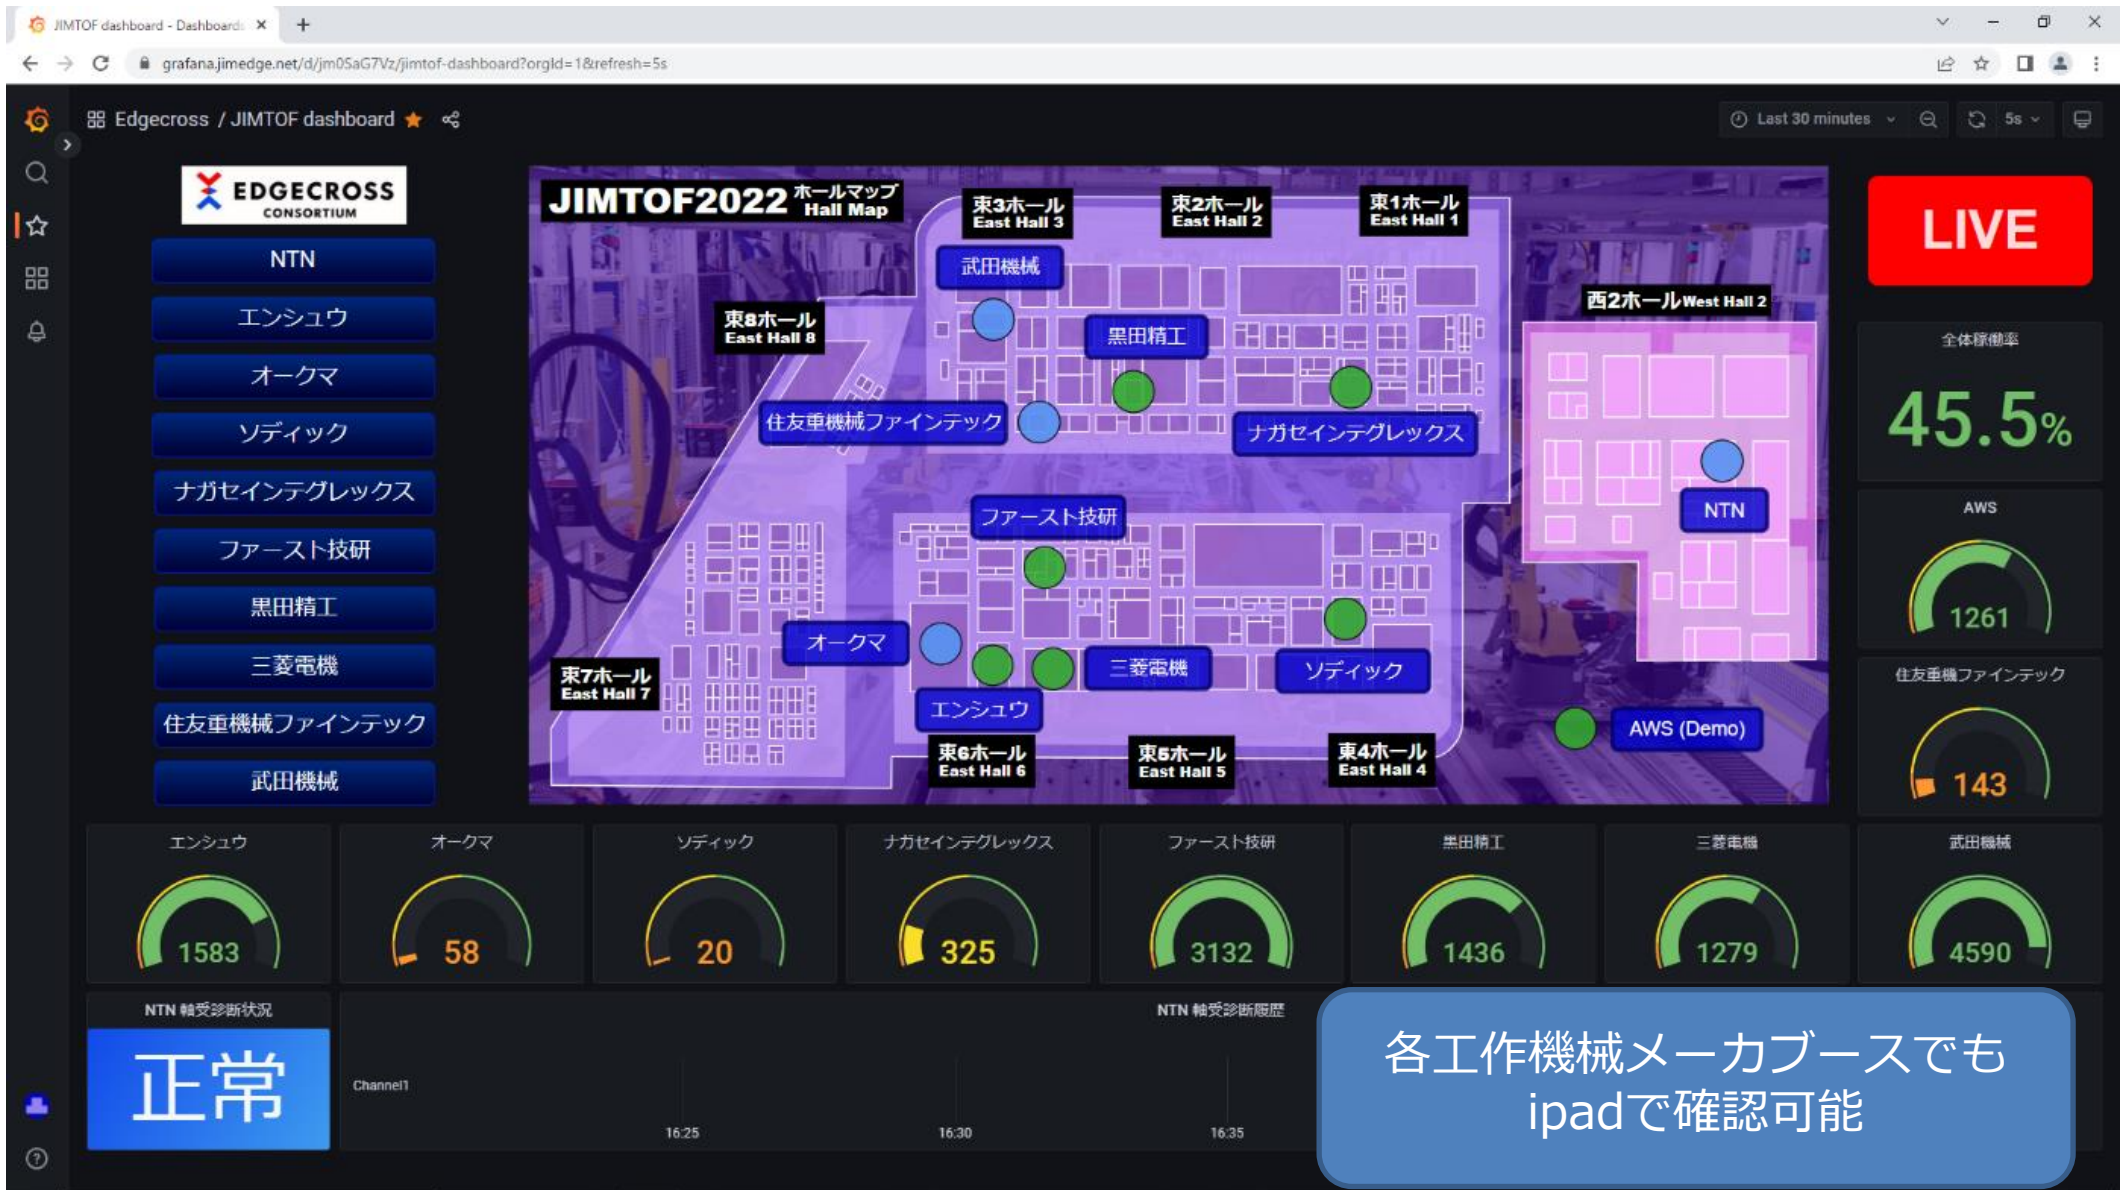 JIMTOF dashboard - Dashboards
grafana.jimedge.net/d/jm0SaG7Vz/jimtof-dashboard?orgId=1&refresh=5s
Edgecross / JIMTOF dashboard
Last 30 minutes
5s
EDGECROSS
CONSORTIUM
NTN
エンシュウ
オークマ
ソディック
ナガセインテグレックス
ファースト技研
黒田精工
三菱電機
住友重機械ファインテック
武田機械
JIMTOF2022 ホールマップ
Hall Map
東3ホール
East Hall 3
東2ホール
East Hall 2
東1ホール
East Hall 1
武田機械
東8ホール
East Hall 8
黒田精工
西2ホール West Hall 2
住友重機械ファインテック
ナガセインテグレックス
ファースト技研
NTN
オークマ
東7ホール
East Hall 7
三菱電機
ソディック
エンシュウ
AWS (Demo)
東6ホール
East Hall 6
東5ホール
East Hall 5
東4ホール
East Hall 4
LIVE
全体稼働率
45.5%
AWS
1261
住友重機ファインテック
143
エンシュウ
1583
オークマ
58
ソディック
20
ナガセインテグレックス
325
ファースト技研
3132
黒田精工
1436
三菱電機
1279
武田機械
4590
NTN 軸受診断状況
正常
NTN 軸受診断履歴
Channel1
16:25
16:30
16:35
各工作機械メーカブースでも
ipadで確認可能